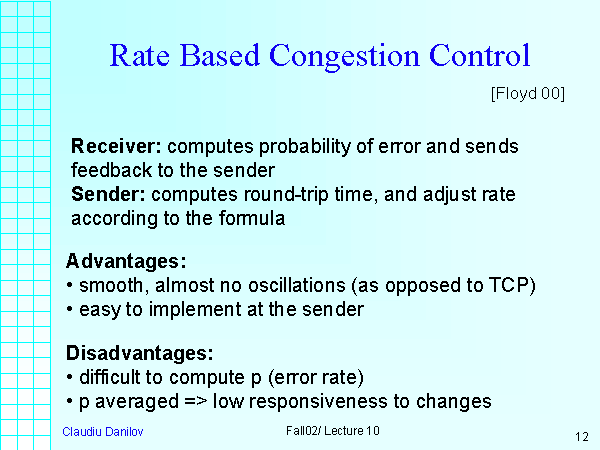 Rate Based Congestion Control
[Floyd 00]
Receiver: computes probability of error and sends
feedback to the sender
Sender: computes round-trip time, and adjust rate
according to the formula
Advantages:
• smooth, almost no oscillations (as opposed to TCP)
• easy to implement at the sender
Disadvantages:
• difficult to compute p (error rate)
• p averaged => low responsiveness to changes
Claudiu Danilov
Fall02/ Lecture 10
12